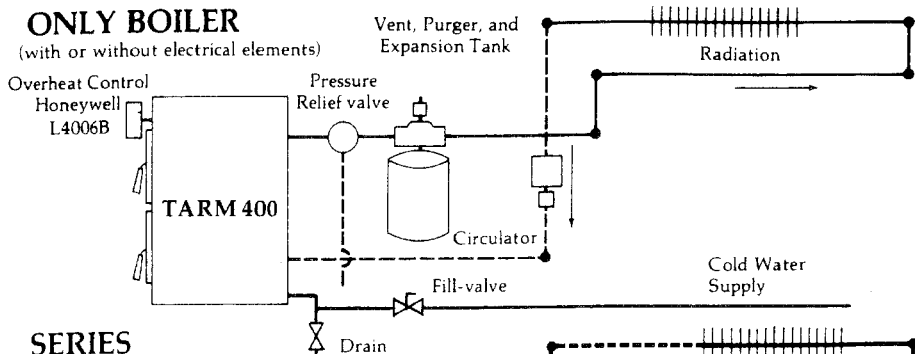 ONLY BOILER
(with or without electrical elements)
Vent, Purger, and
Expansion Tank
Radiation
Overheat Control
Honeywell
L4006B
Pressure
Relief valve
TARM 400
Circulator
Fill-valve
Cold Water
Supply
SERIES
Drain